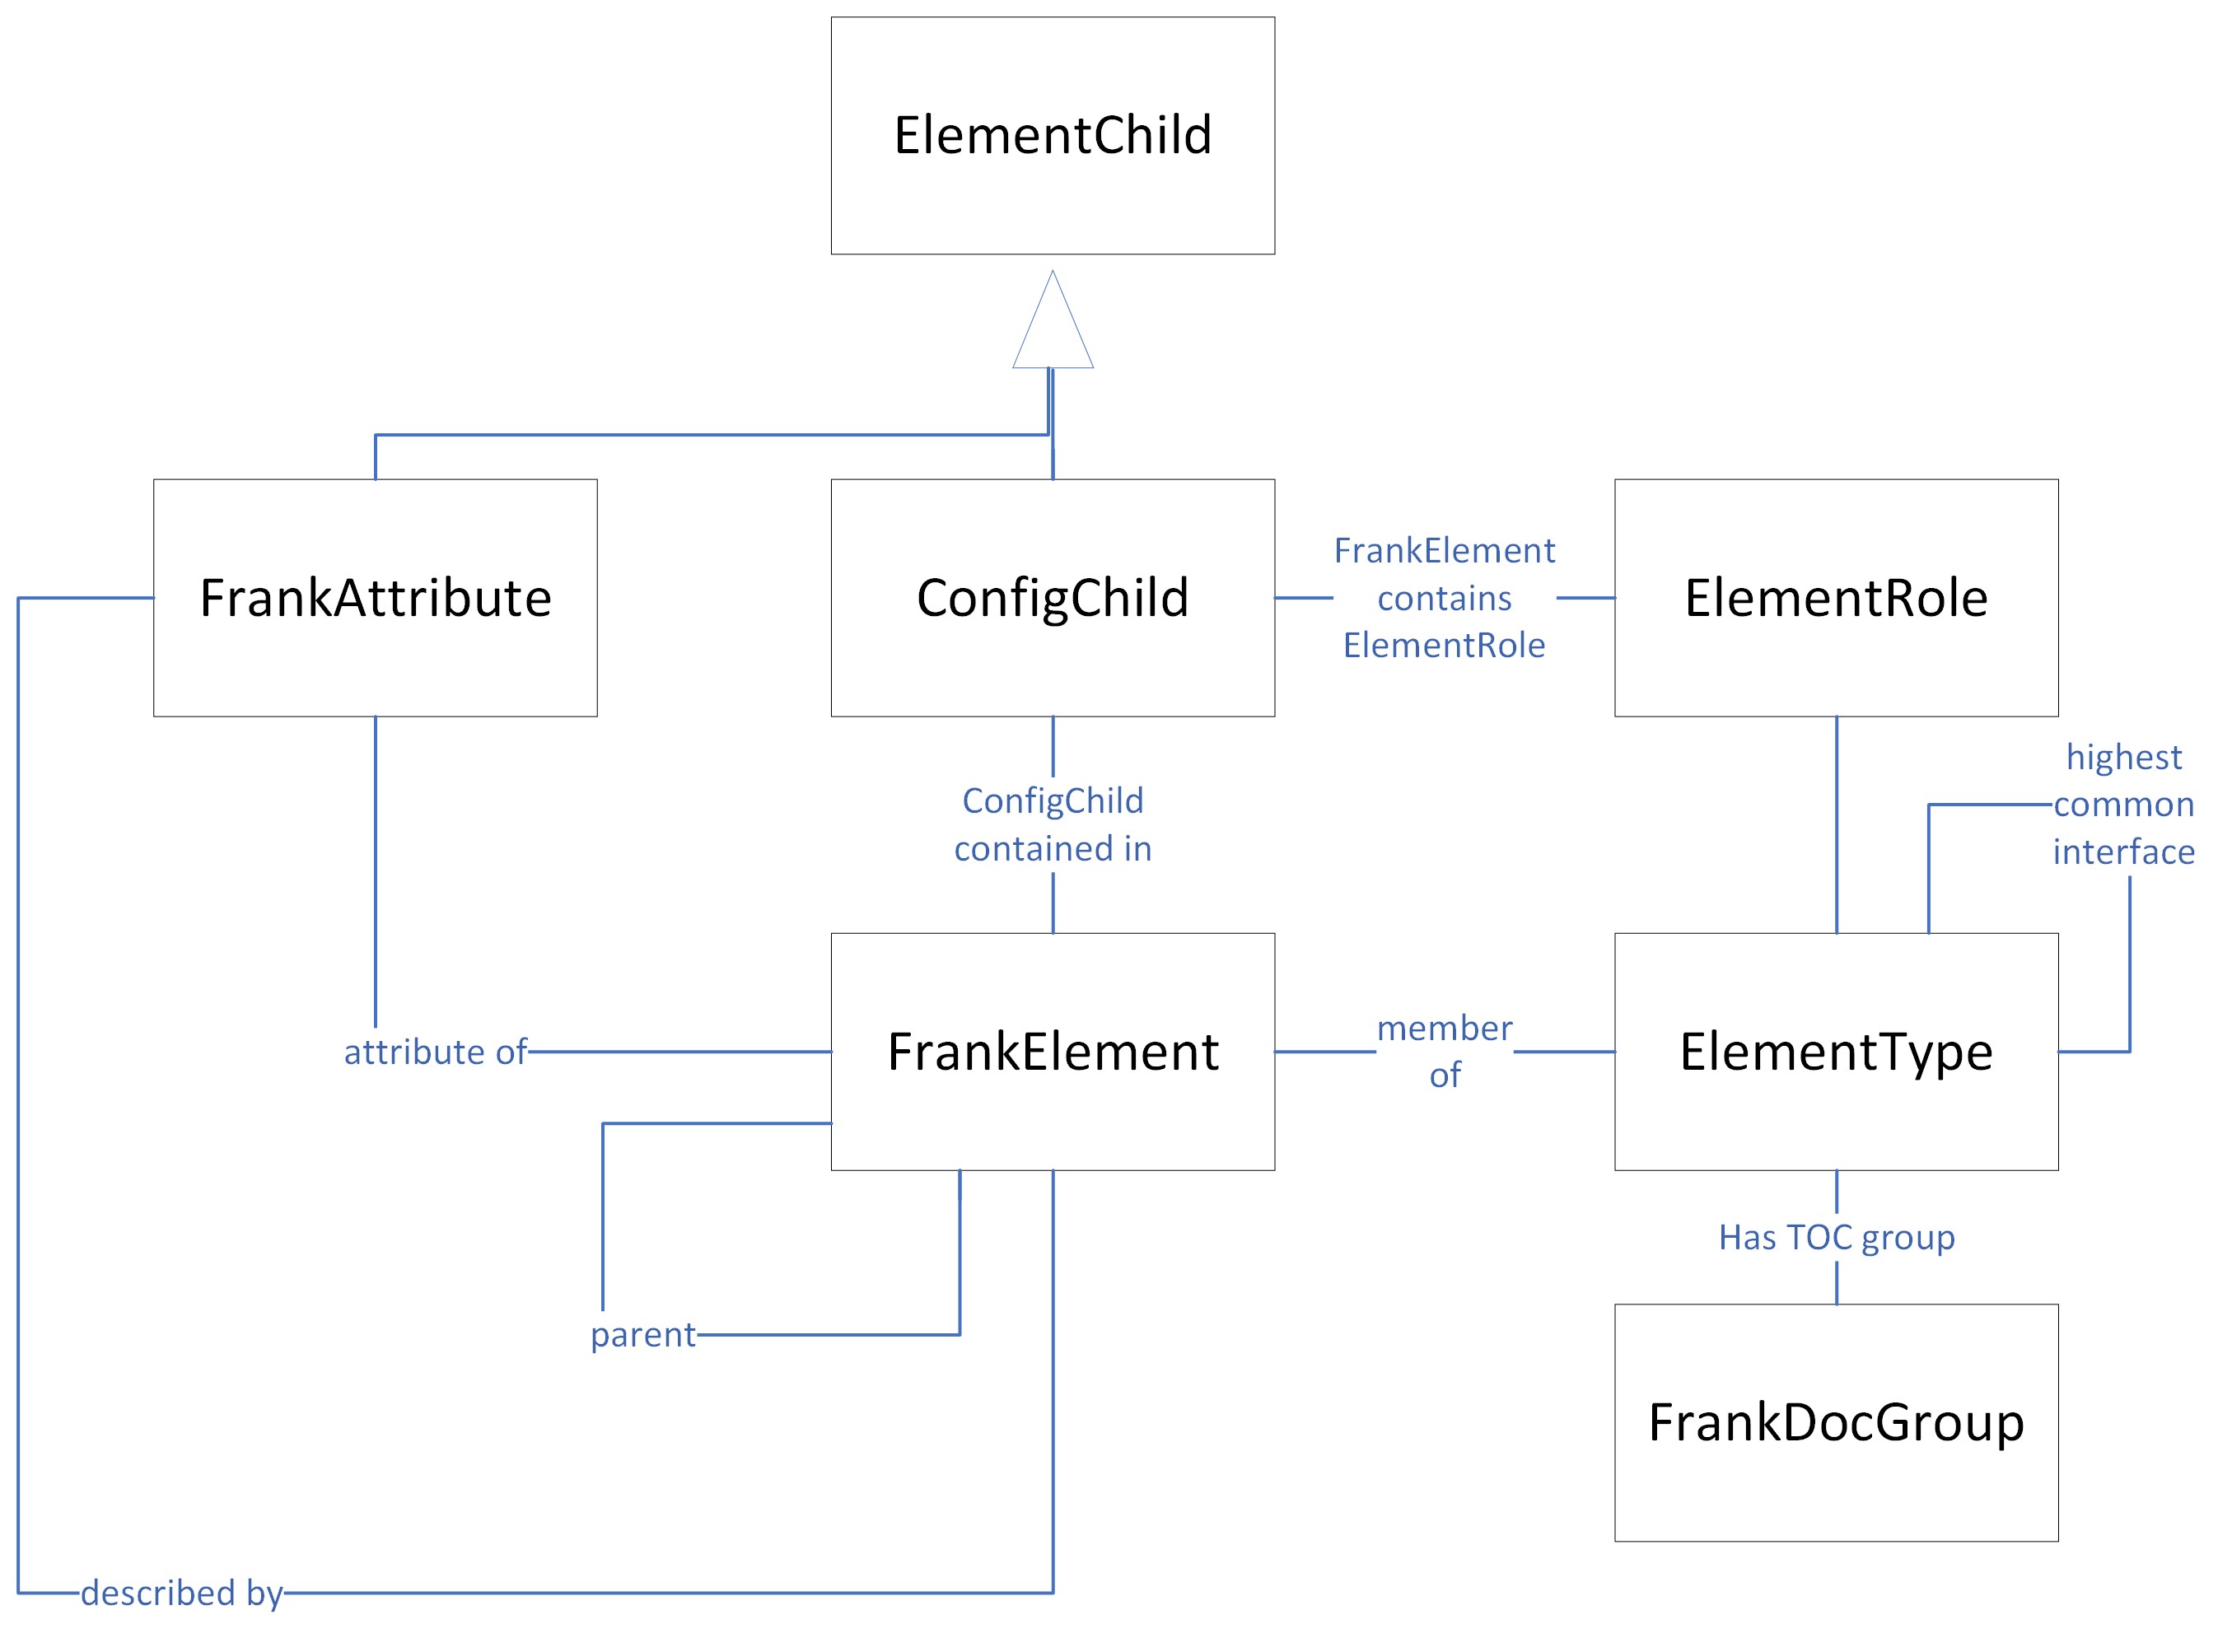 ElementChild
FrankAttribute
ConfigChild
FrankElement
contains
ElementRole
ElementRole
highest
common
interface
ConfigChild
contained in
attribute of
FrankElement
member
of
ElementType
Has TOC group
parent
FrankDocGroup
described by